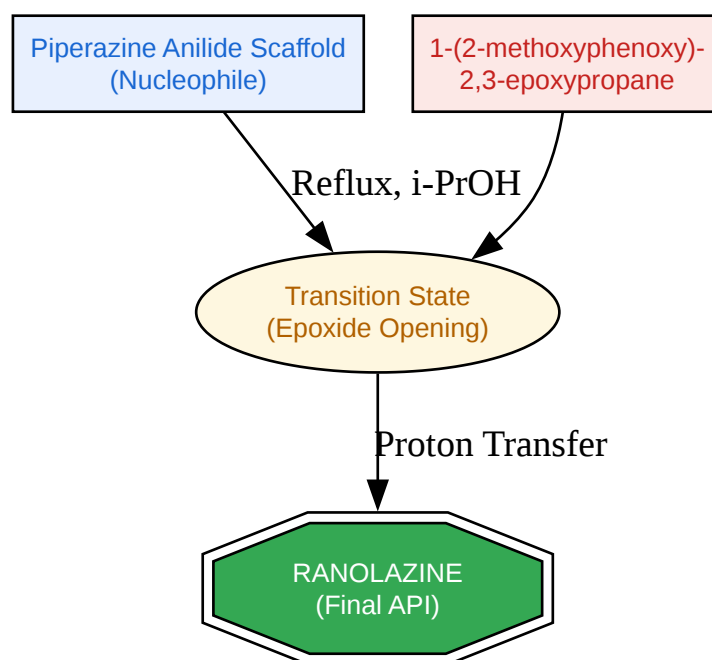 Piperazine Anilide Scaffold
(Nucleophile)
1-(2-methoxyphenoxy)-
2,3-epoxypropane
Reflux, i-PrOH
Transition State
(Epoxide Opening)
Proton Transfer
RANOLAZINE
(Final API)